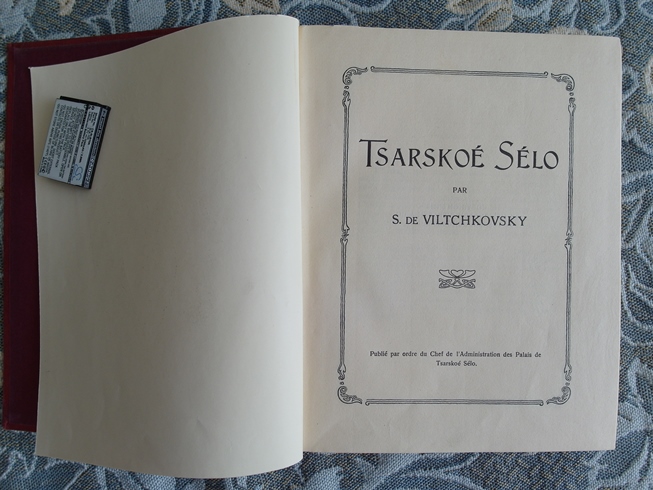 TSARSKOÉ SÉLO
PAR
S. DE VILTCHKOVSKY
Publié par ordre du Chef de l'Administration des Palais de
Tsarskoé Sélo.